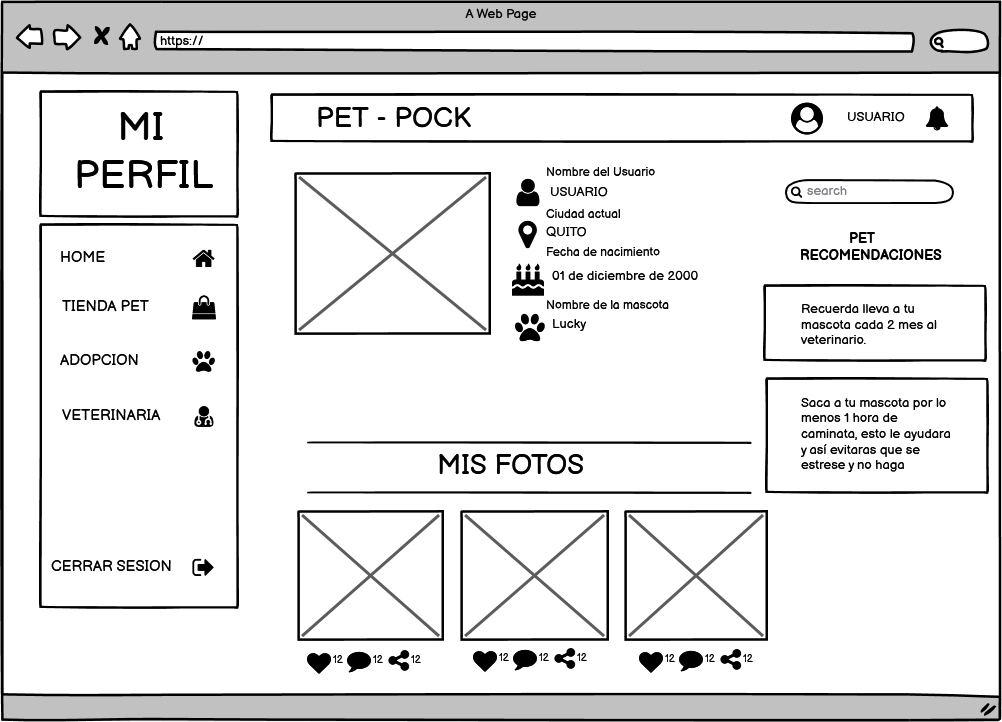 A Web Page
https://
MI
PERFIL
HOME
TIENDA PET
ADOPCION
VETERINARIA
CERRAR SESION
PET - POCK
USUARIO
Nombre del Usuario
USUARIO
Ciudad actual
QUITO
Fecha de nacimiento
01 de diciembre de 2000
Nombre de la mascota
Lucky
MIS FOTOS
12 12 12
12 12 12
12 12 12
search
PET
RECOMENDACIONES
Recuerda lleva a tu
mascota cada 2 mes al
veterinario.
Saca a tu mascota por lo
menos 1 hora de
caminata, esto le ayudara
y así evitaras que se
estrese y no haga